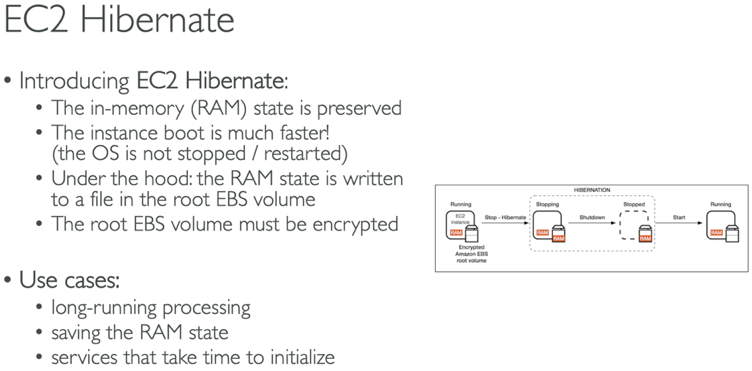 EC2 Hibernate
• Introducing EC2 Hibernate:
• The in-memory (RAM) state is preserved
• The instance boot is much faster!
(the OS is not stopped / restarted)
• Under the hood: the RAM state is written
to a file in the root EBS volume
• The root EBS volume must be encrypted
• Use cases:
• long-running processing
• saving the RAM state
• services that take time to initialize
HIBERNATION
Running
Stopping
Stopped
Running
EC2
instance
Stop - Hibernate
Shutdown
Start
RAM
RAM
RAM
RAM
RAM
Encrypted
Amazon EBS
root volume